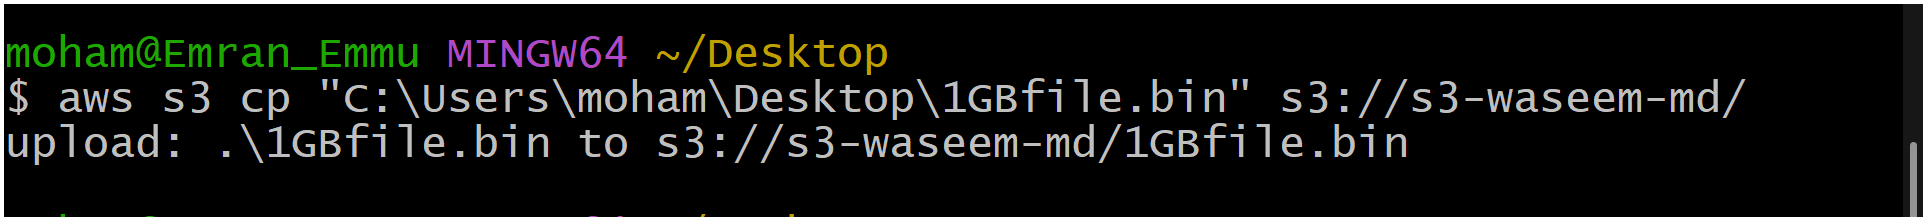 moham@Emran_Emmu MINGW64 ~/Desktop
$ aws s3 cp "C:\Users\moham\Desktop\1GBfile.bin" s3://s3-waseem-md/
upload: .\1GBfile.bin to s3://s3-waseem-md/1GBfile.bin